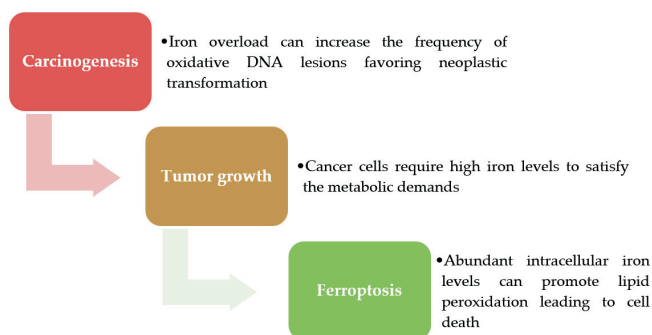 Carcinogenesis
•Iron overload can increase the frequency of
oxidative DNA lesions favoring neoplastic
transformation
Tumor growth
•Cancer cells require high iron levels to satisfy
the metabolic demands
Ferroptosis
•Abundant intracellular iron
levels can promote lipid
peroxidation leading to cell
death